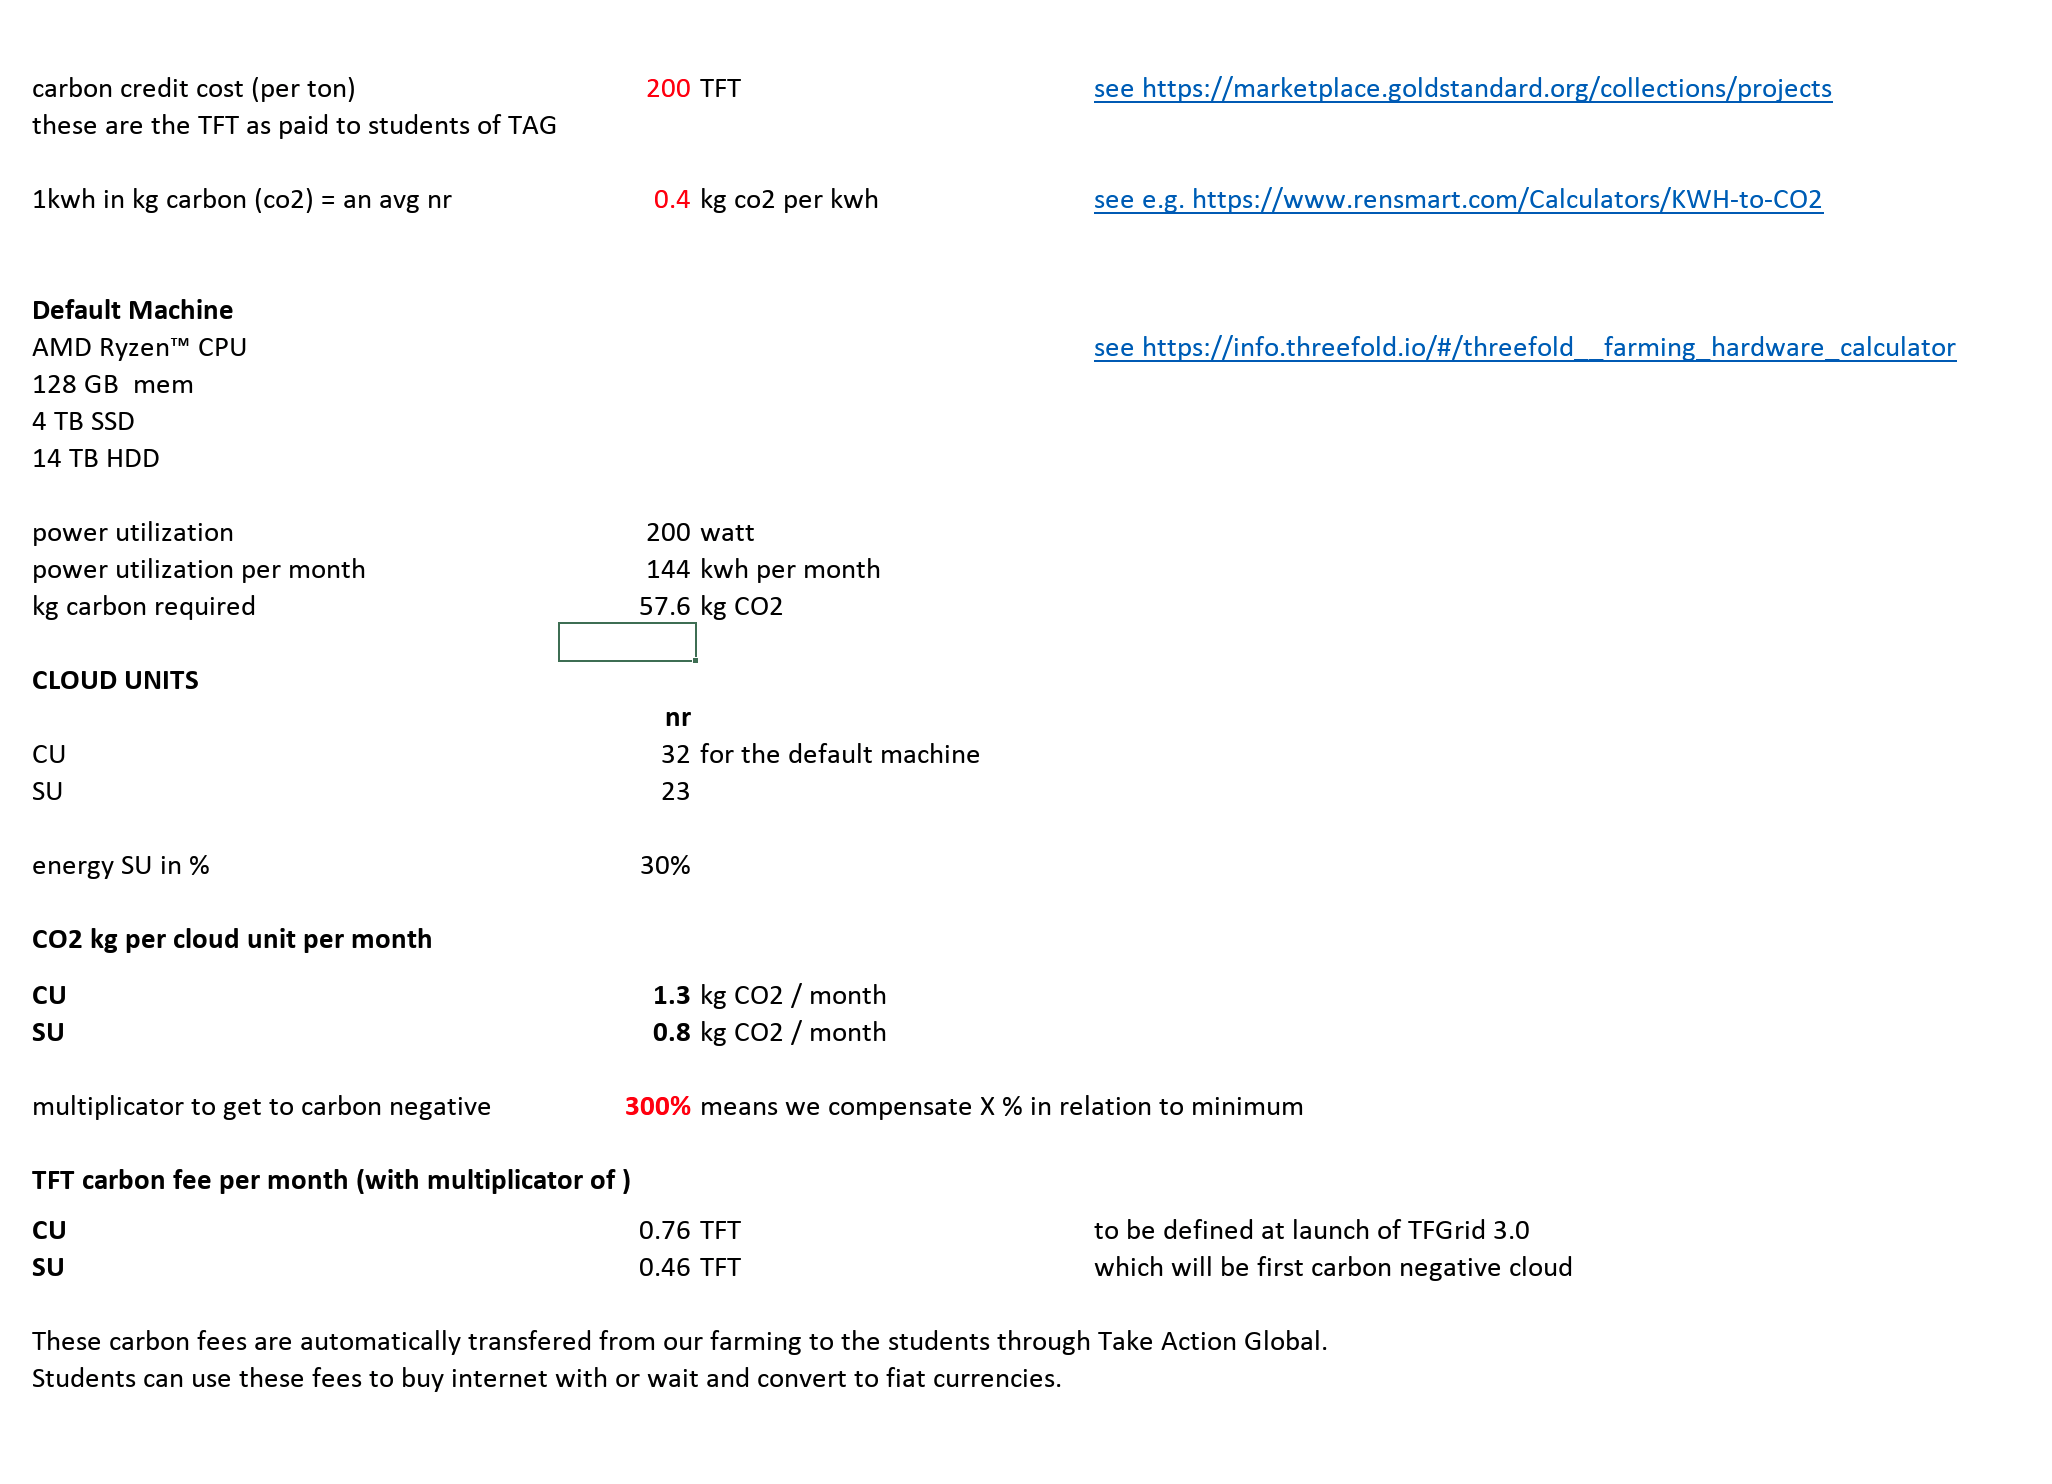 carbon credit cost (per ton) 200 TFT see https://marketplace.goldstandard.org/collections/projects
these are the TFT as paid to students of TAG
1kwh in kg carbon (co2) = an avg nr 0.4 kg co2 per kwh see e.g. https://www.rensmart.com/Calculators/KWH-to-CO2
Default Machine
AMD Ryzen™ CPU see https://info.threefold.io/#/threefold__farming_hardware_calculator
128 GB mem
4 TB SSD
14 TB HDD
power utilization 200 watt
power utilization per month 144 kwh per month
kg carbon required 57.6 kg CO2
CLOUD UNITS
nr
CU 32 for the default machine
SU 23
energy SU in % 30%
CO2 kg per cloud unit per month
CU 1.3 kg CO2 / month
SU 0.8 kg CO2 / month
multiplicator to get to carbon negative 300% means we compensate X % in relation to minimum
TFT carbon fee per month (with multiplicator of )
CU 0.76 TFT to be defined at launch of TFGrid 3.0
SU 0.46 TFT which will be first carbon negative cloud
These carbon fees are automatically transfered from our farming to the students through Take Action Global.
Students can use these fees to buy internet with or wait and convert to fiat currencies.